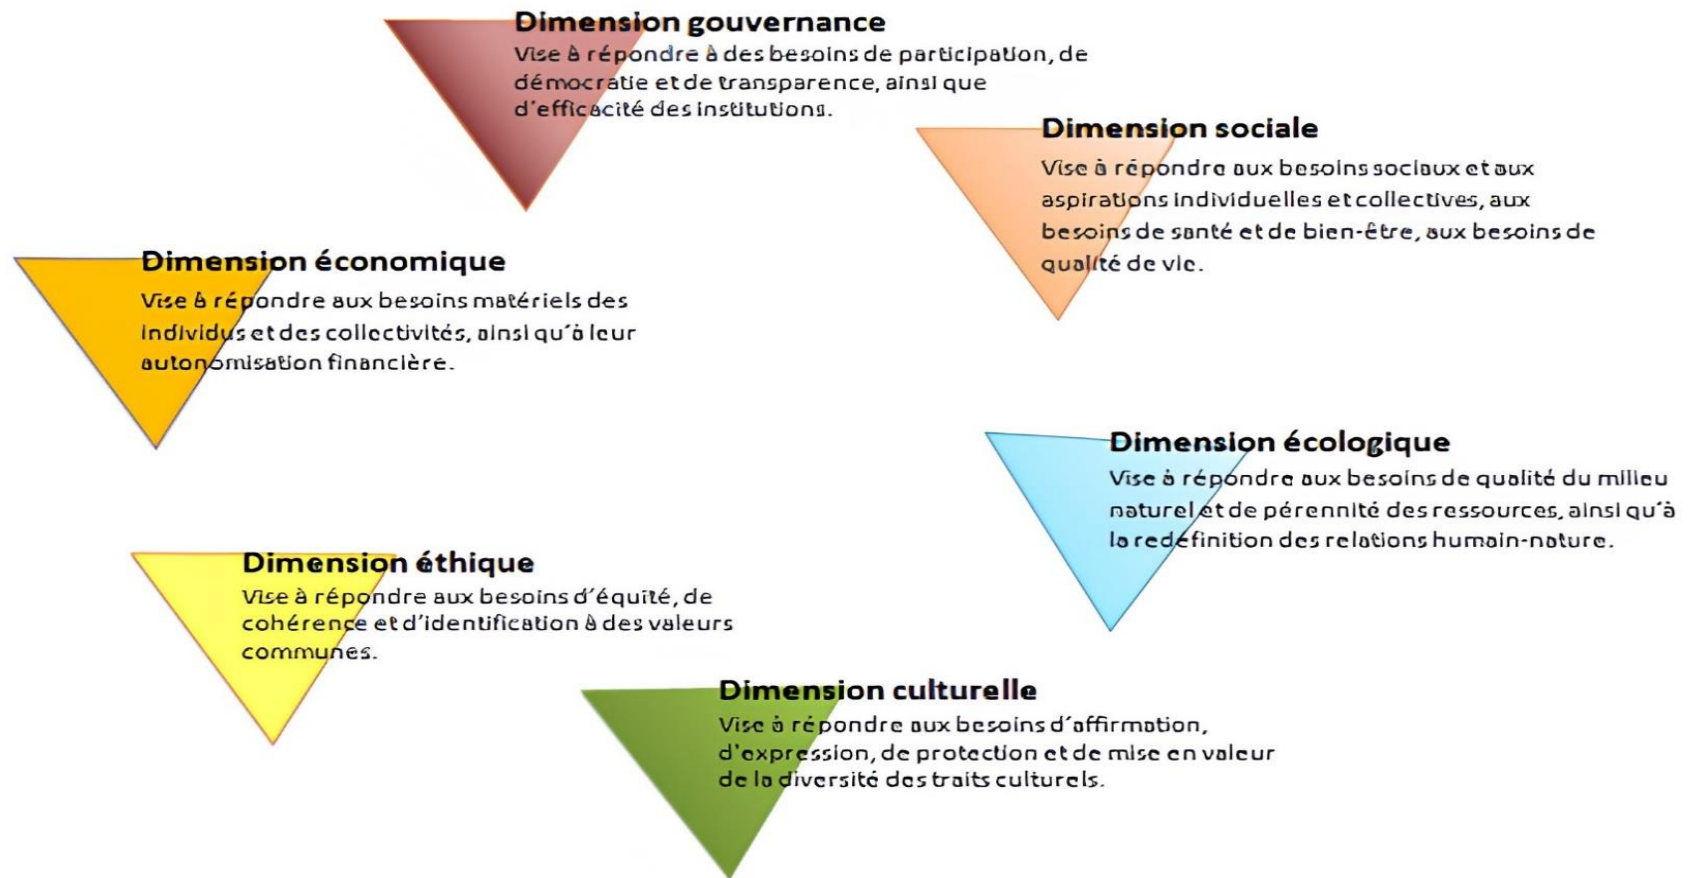 Dimension gouvernance
Vise à répondre à des besoins de participation, de
démocratie et de transparence, ainsi que
d'efficacité des institutions.
Dimension sociale
Vise à répondre aux besoins sociaux et aux
aspirations individuelles et collectives, aux
besoins de santé et de bien-être, aux besoins de
qualité de vie.
Dimension économique
Vise à répondre aux besoins matériels des
individus et des collectivités, ainsi qu'à leur
autonomisation financière.
Dimension écologique
Vise à répondre aux besoins de qualité du milieu
naturel et de pérennité des ressources, ainsi qu'à
la redéfinition des relations humain-nature.
Dimension éthique
Vise à répondre aux besoins d'équité, de
cohérence et d'identification à des valeurs
communes.
Dimension culturelle
Vise à répondre aux besoins d'affirmation,
d'expression, de protection et de mise en valeur
de la diversité des traits culturels.